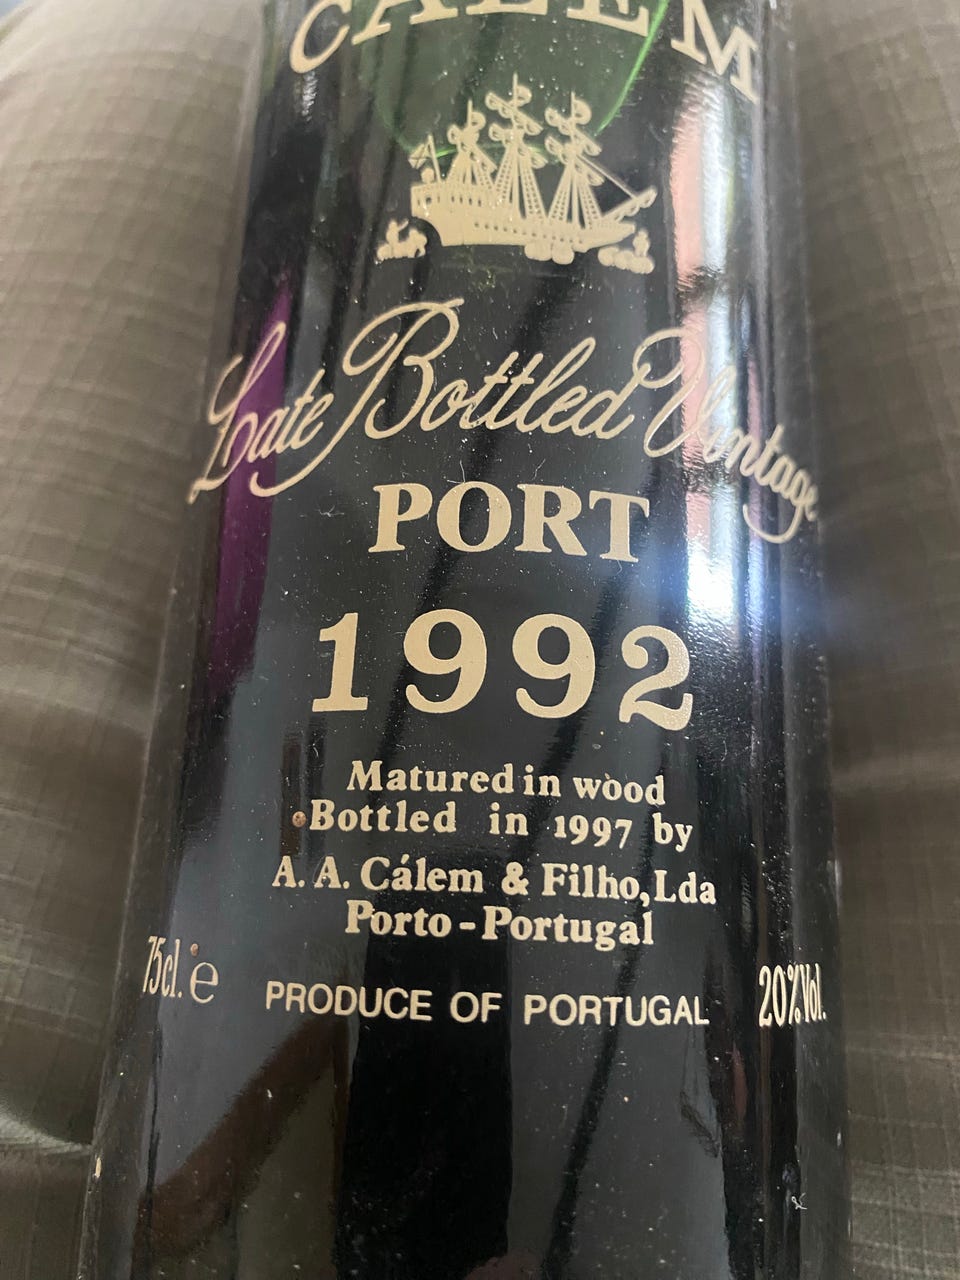 CÁLEM
Late Bottled Vintage
PORT
1992
Matured in wood
Bottled in 1997 by
A. A. Cálem & Filho, Lda
Porto - Portugal
75cl. e
PRODUCE OF PORTUGAL
20% Vol.